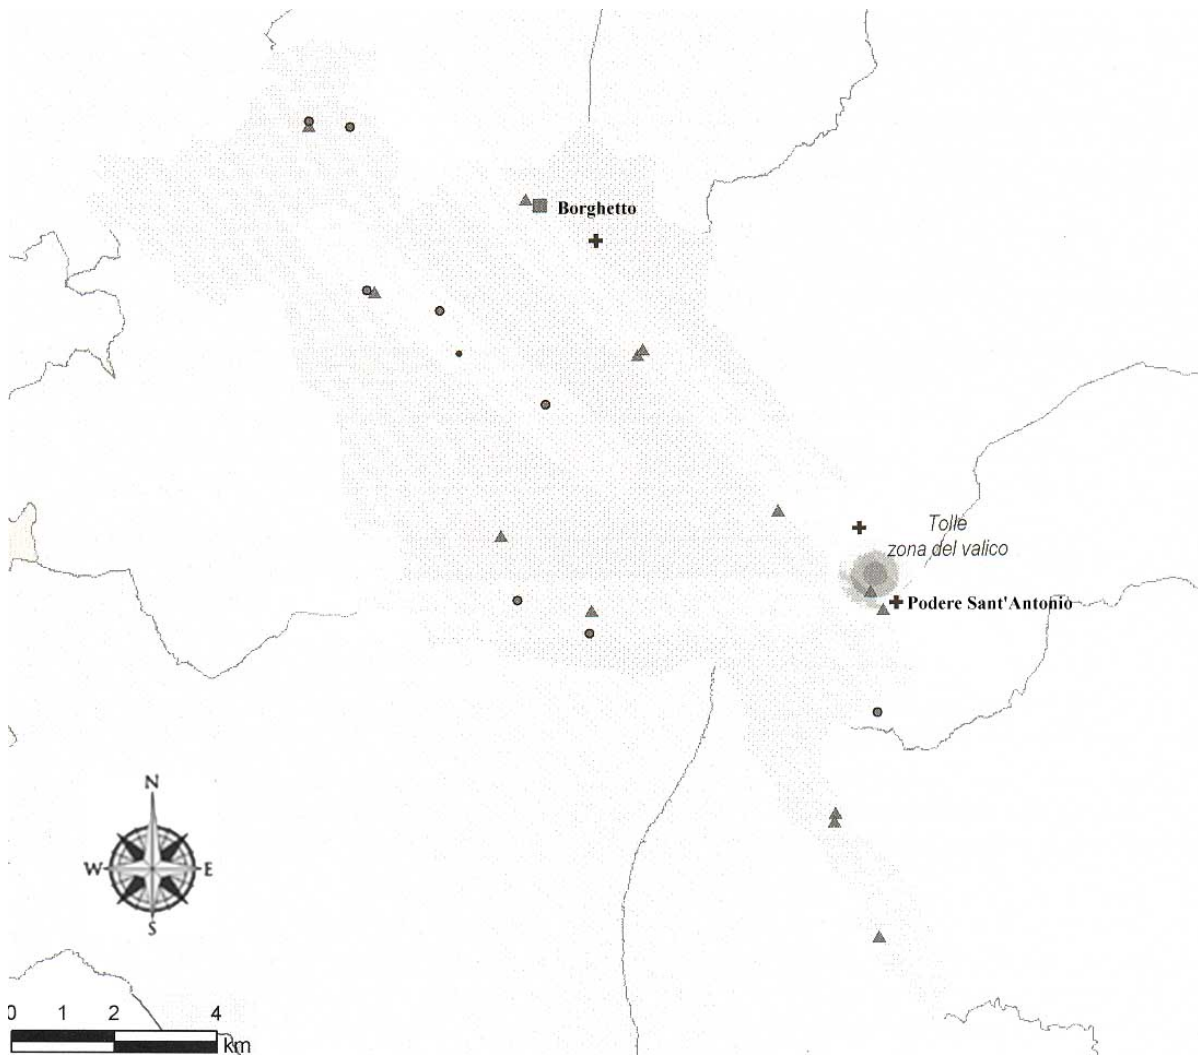 Borghetto
Tolle
zona del valico
Podere Sant'Antonio
N
W E
S
0 1 2 4
km